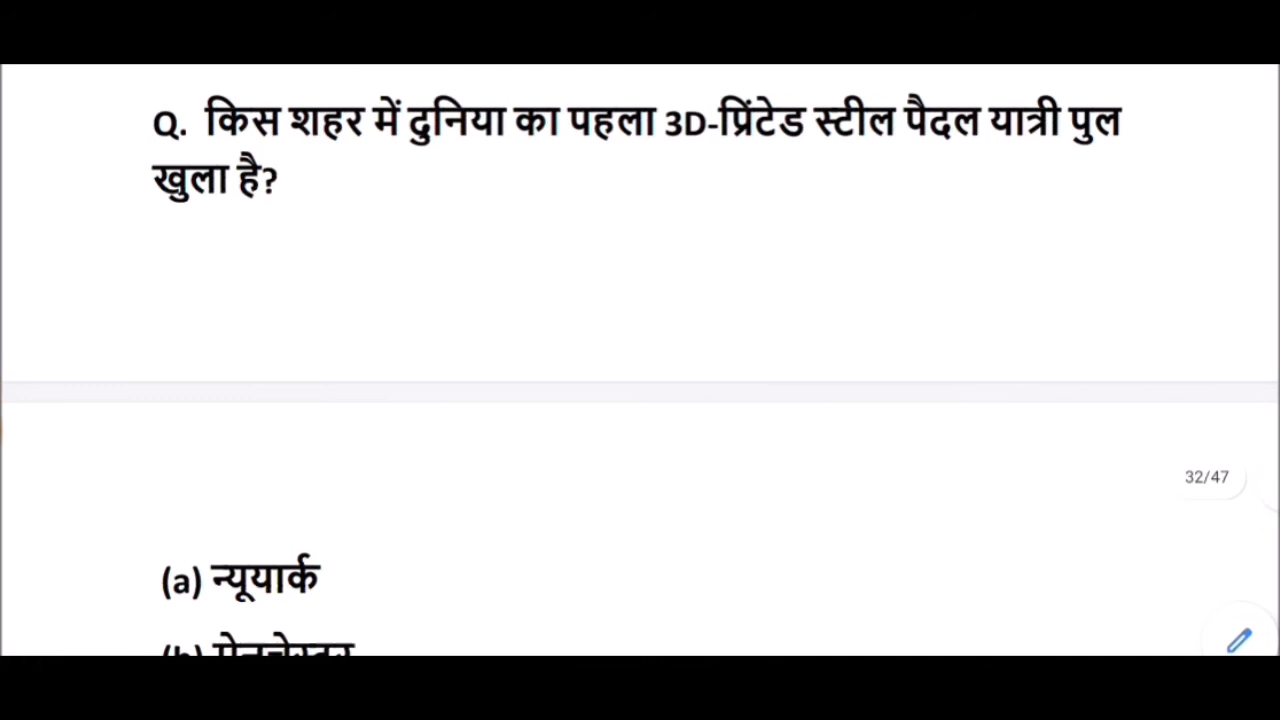 Q. किस शहर में दुनिया का पहला 3D-प्रिंटेड स्टील पैदल यात्री पुल
खुला है?
32/47
(a) न्यूयार्क